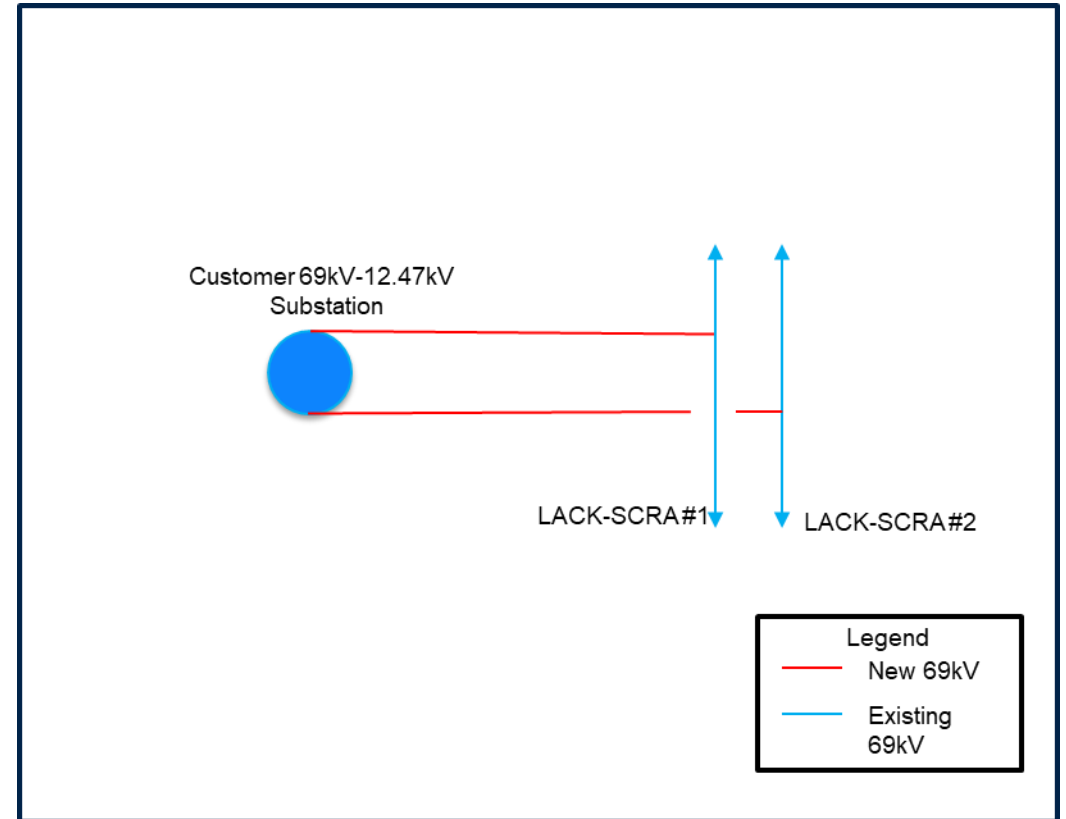 Customer 69kV-12.47kV
Substation
LACK-SCRA #1
LACK-SCRA #2
Legend
New 69kV
Existing
69kV